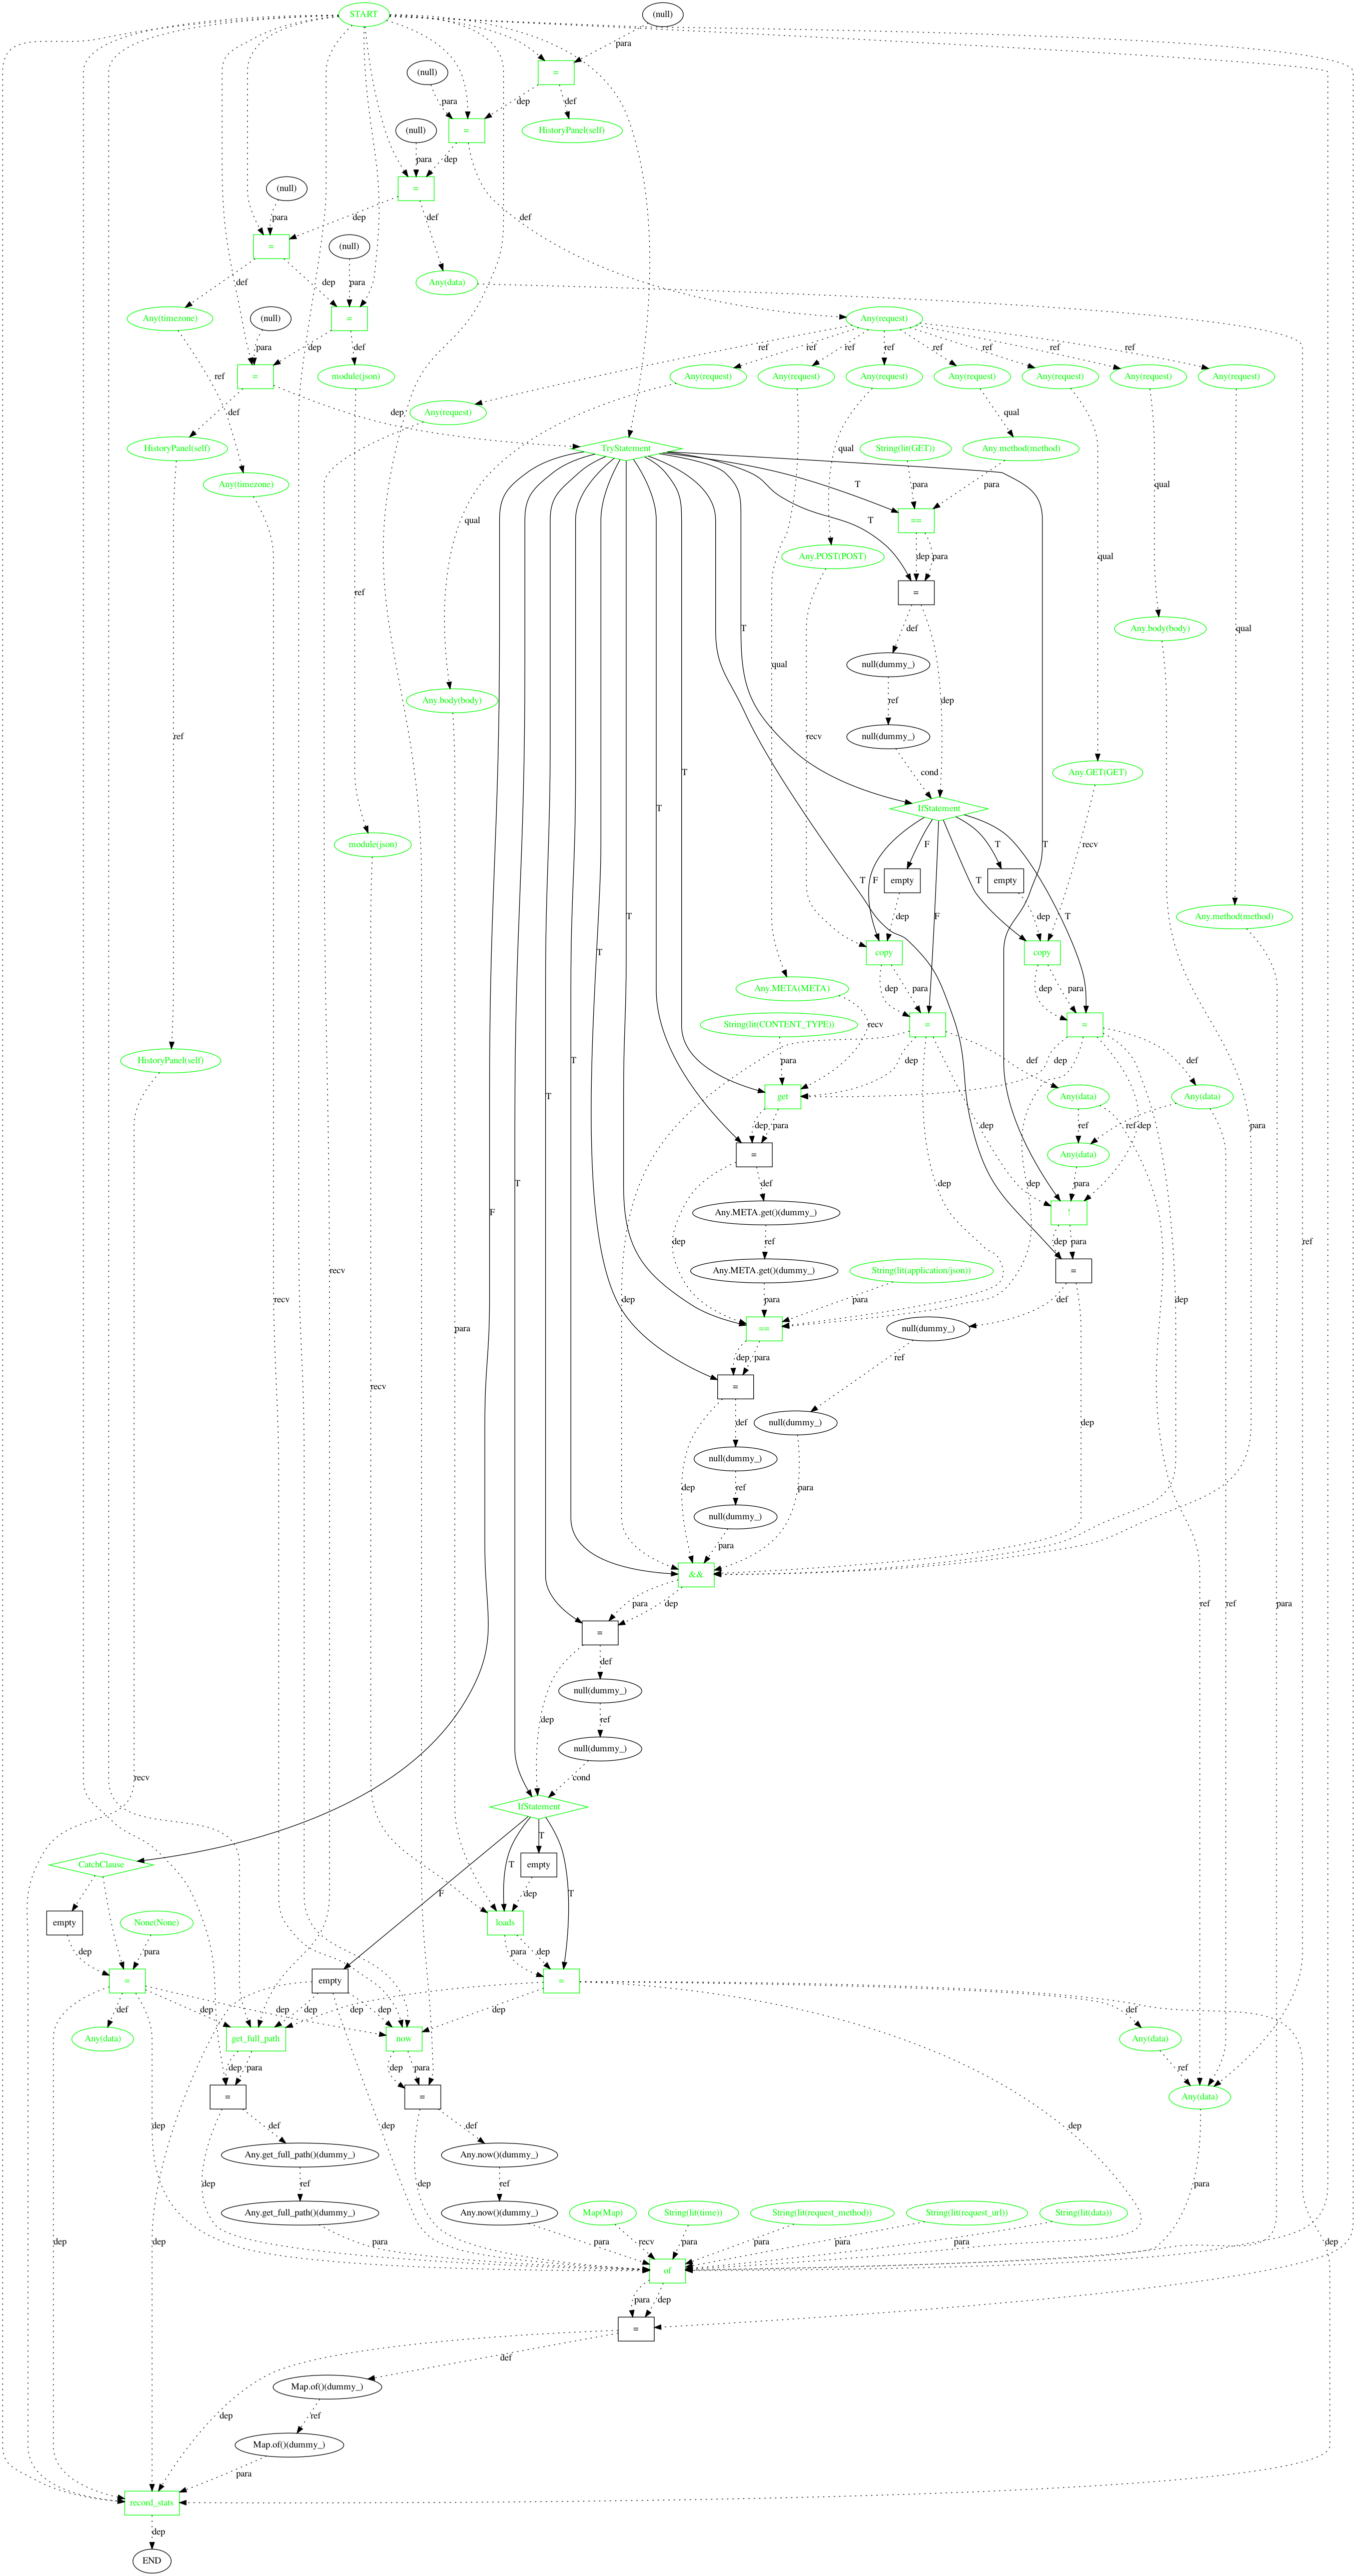 START
(null)
para
(null)
=
para
dep
def
(null)
=
HistoryPanel(self)
para
dep
(null)
=
para
dep
def
def
(null)
=
def
dep
para
Any(data)
Any(timezone)
(null)
=
Any(request)
para
dep
def
ref
ref
ref
ref
ref
ref
ref
ref
ref
=
module(json)
Any(request)
Any(request)
Any(request)
Any(request)
Any(request)
Any(request)
Any(request)
def
dep
Any(request)
qual
qual
HistoryPanel(self)
TryStatement
String(lit(GET))
Any.method(method)
Any(timezone)
T
para
para
qual
qual
T
==
Any.POST(POST)
dep
para
qual
ref
=
def
T
Any.body(body)
qual
qual
null(dummy_)
Any.body(body)
ref
dep
ref
recv
null(dummy_)
T
cond
Any.GET(GET)
T
IfStatement
module(json)
F
T
T
recv
T
F
empty
empty
T
F
T
dep
dep
Any.method(method)
T
copy
copy
Any.META(META)
dep
para
dep
para
String(lit(CONTENT_TYPE))
recv
=
=
HistoryPanel(self)
para
dep
def
dep
def
T
get
Any(data)
Any(data)
T
dep
para
dep
ref
ref
dep
para
=
Any(data)
T
def
dep
dep
para
F
Any.META.get()(dummy_)
!
dep
ref
dep
para
ref
recv
Any.META.get()(dummy_)
String(lit(application/json))
=
recv
dep
para
para
def
dep
para
==
null(dummy_)
dep
para
ref
recv
=
null(dummy_)
def
dep
null(dummy_)
dep
ref
para
null(dummy_)
para
&&
para
dep
ref
ref
para
=
def
null(dummy_)
dep
ref
null(dummy_)
recv
cond
IfStatement
T
CatchClause
T
empty
F
dep
T
empty
None(None)
loads
dep
para
para
dep
=
empty
=
def
dep
dep
dep
dep
dep
def
Any(data)
get_full_path
now
Any(data)
dep
para
dep
para
ref
=
=
Any(data)
dep
def
dep
def
dep
Any.get_full_path()(dummy_)
Any.now()(dummy_)
dep
ref
dep
ref
para
Any.get_full_path()(dummy_)
Any.now()(dummy_)
Map(Map)
String(lit(time))
String(lit(request_method))
String(lit(request_url))
String(lit(data))
dep
dep
para
para
recv
para
para
para
para
dep
of
para
dep
=
def
Map.of()(dummy_)
dep
ref
Map.of()(dummy_)
para
record_stats
dep
END